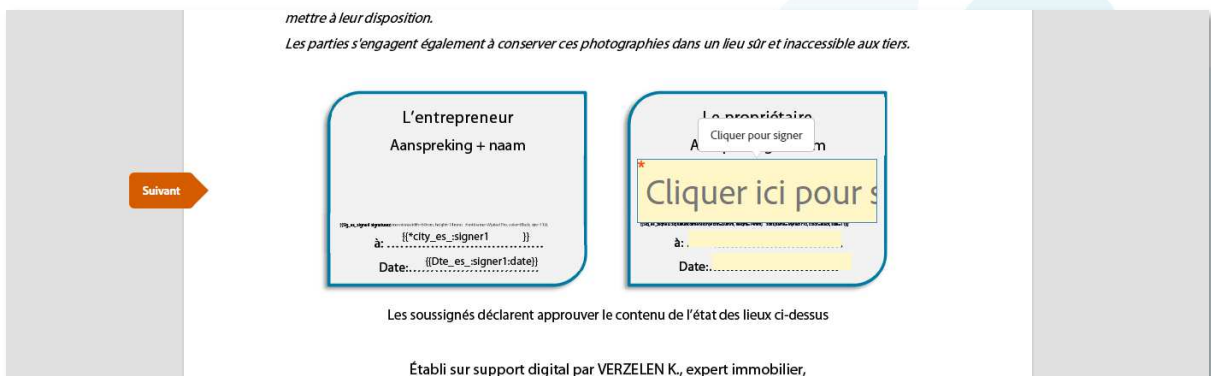 mettre à leur disposition.
Les parties s'engagent également à conserver ces photographies dans un lieu sûr et inaccessible aux tiers.
L'entrepreneur
Aanspreking + naam
Le propriétaire
Cliquer pour signer
A m
*
Cliquer ici pour s
Suivant
à: {{*city_es_:signer1 }}
Date: {{Dte_es_:signer1:date}}
à:
Date:
Les soussignés déclarent approuver le contenu de l'état des lieux ci-dessus
Établi sur support digital par VERZELEN K., expert immobilier,